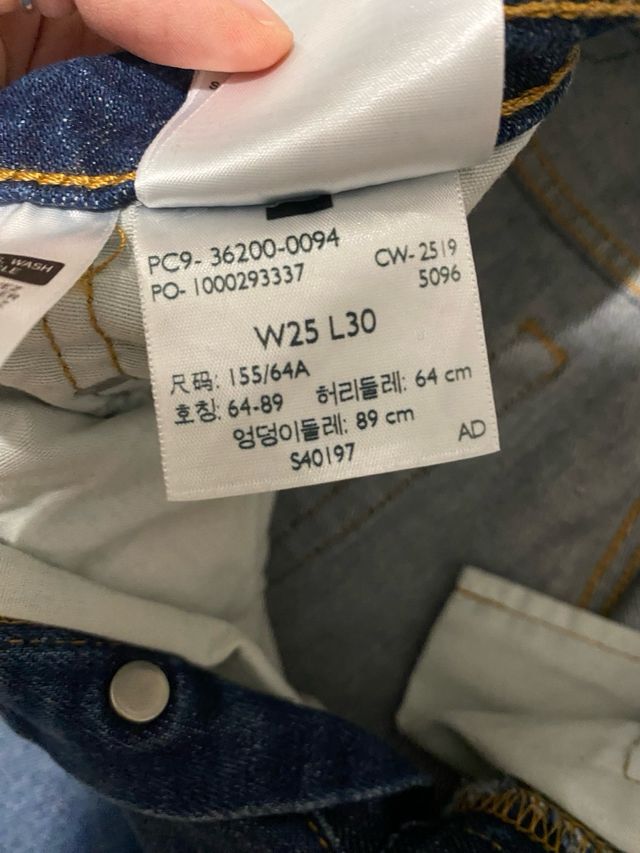 PC9- 36200-0094
PO- 1000293337
CW- 2519
5096
W25 L30
尺码: 155/64A
호칭: 64-89 허리둘레: 64 cm
엉덩이둘레: 89 cm
S40197
AD
WASH